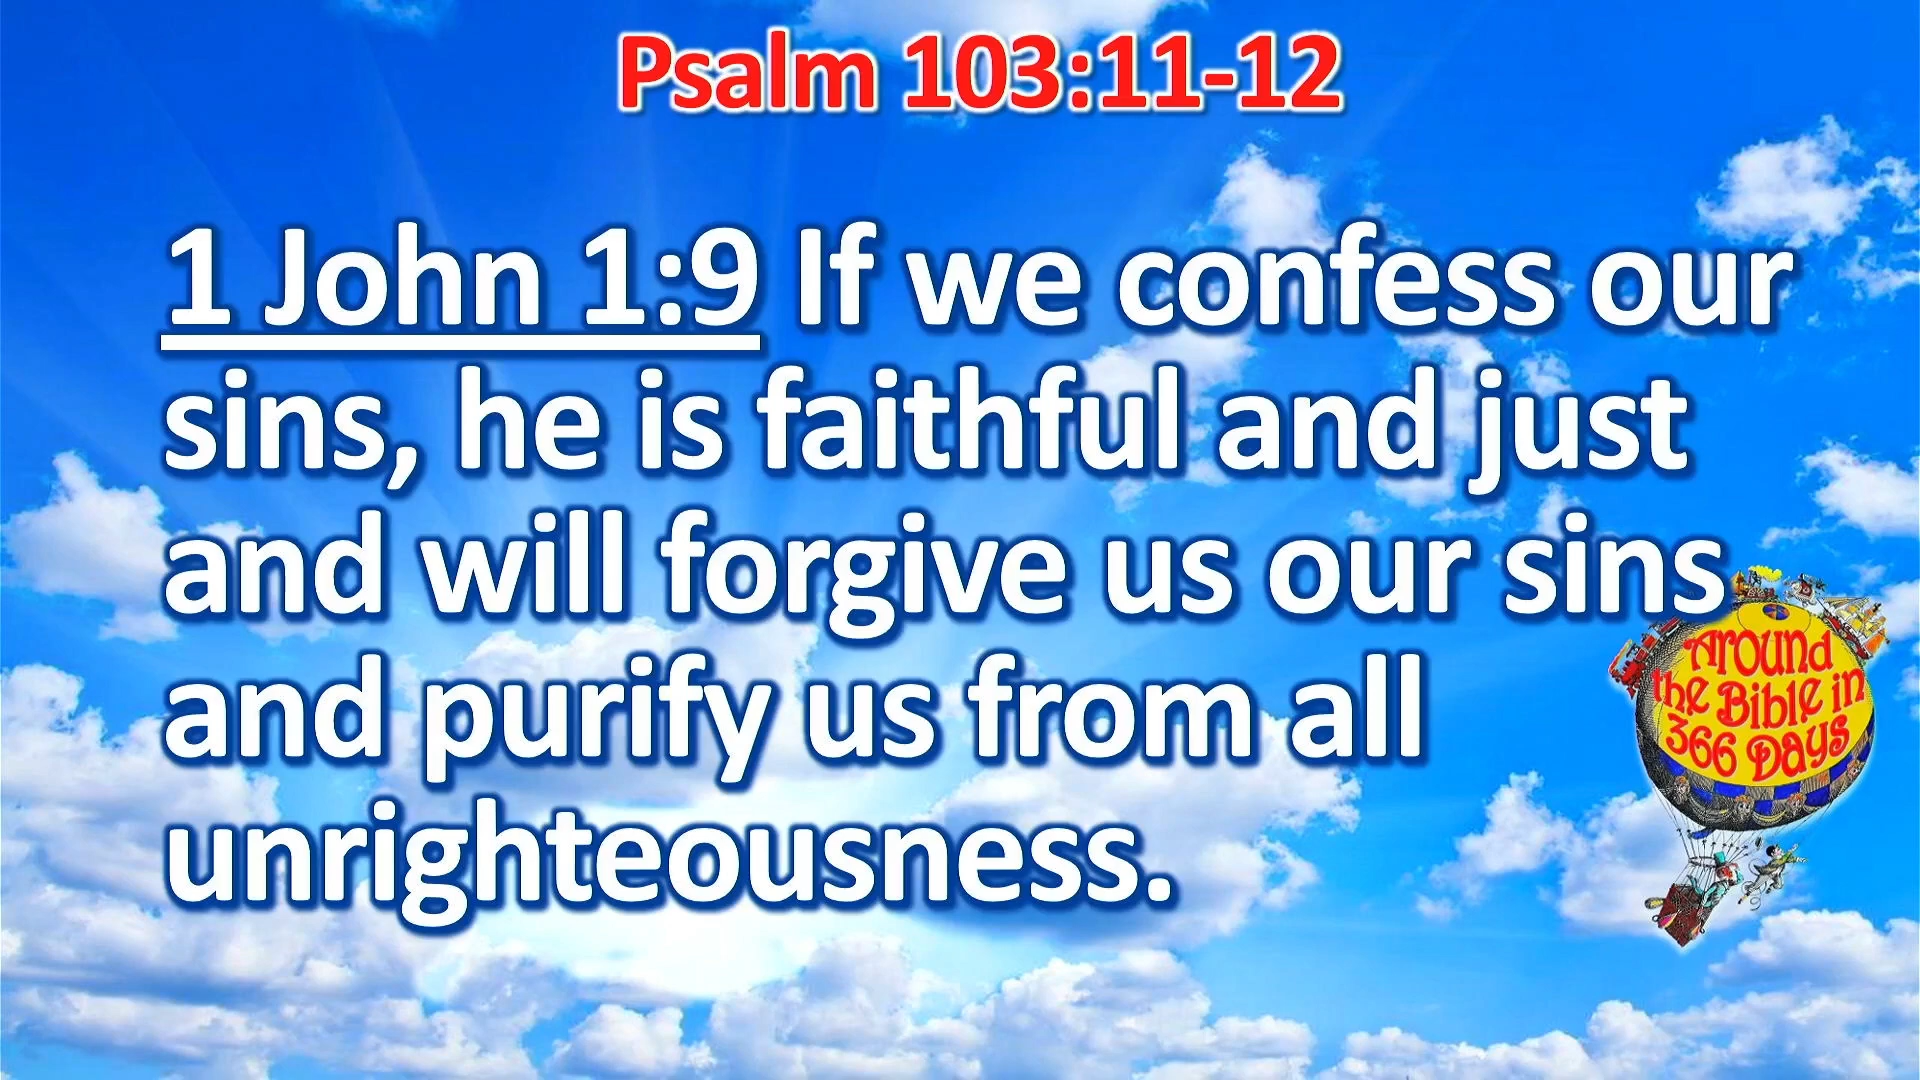 Psalm 103:11-12
1 John 1:9 If we confess our
sins, he is faithful and just
and will forgive us our sins
and purify us from all
unrighteousness.
Around
the Bible in
366 Days